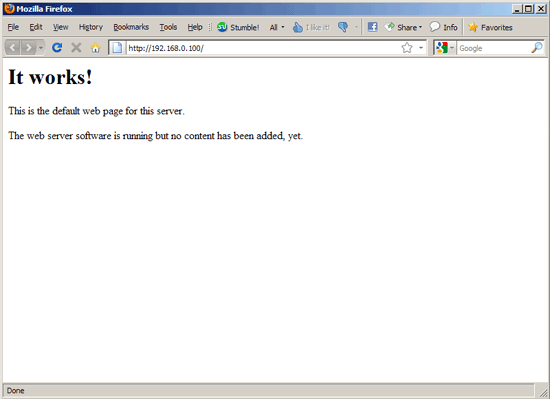 Mozilla Firefox
File Edit View History Bookmarks Tools Help Stumble! All I like it! Share Info Favorites
http://192.168.0.100/ Google
It works!
This is the default web page for this server.
The web server software is running but no content has been added, yet.
Done